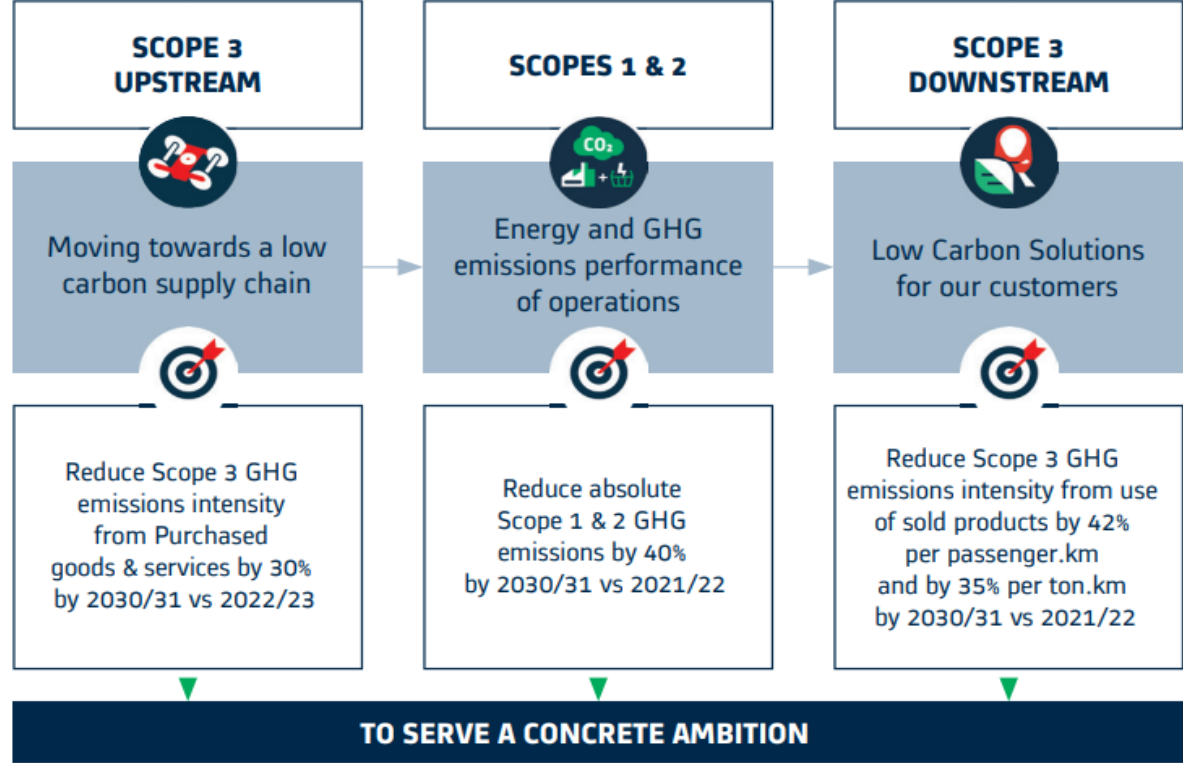 SCOPE 3
UPSTREAM
SCOPES 1 & 2
SCOPE 3
DOWNSTREAM
CO₂
Moving towards a low
carbon supply chain
Energy and GHG
emissions performance
of operations
Low Carbon Solutions
for our customers
Reduce Scope 3 GHG
emissions intensity
from Purchased
goods & services by 30%
by 2030/31 vs 2022/23
Reduce absolute
Scope 1 & 2 GHG
emissions by 40%
by 2030/31 vs 2021/22
Reduce Scope 3 GHG
emissions intensity from use
of sold products by 42%
per passenger.km
and by 35% per ton.km
by 2030/31 vs 2021/22
TO SERVE A CONCRETE AMBITION